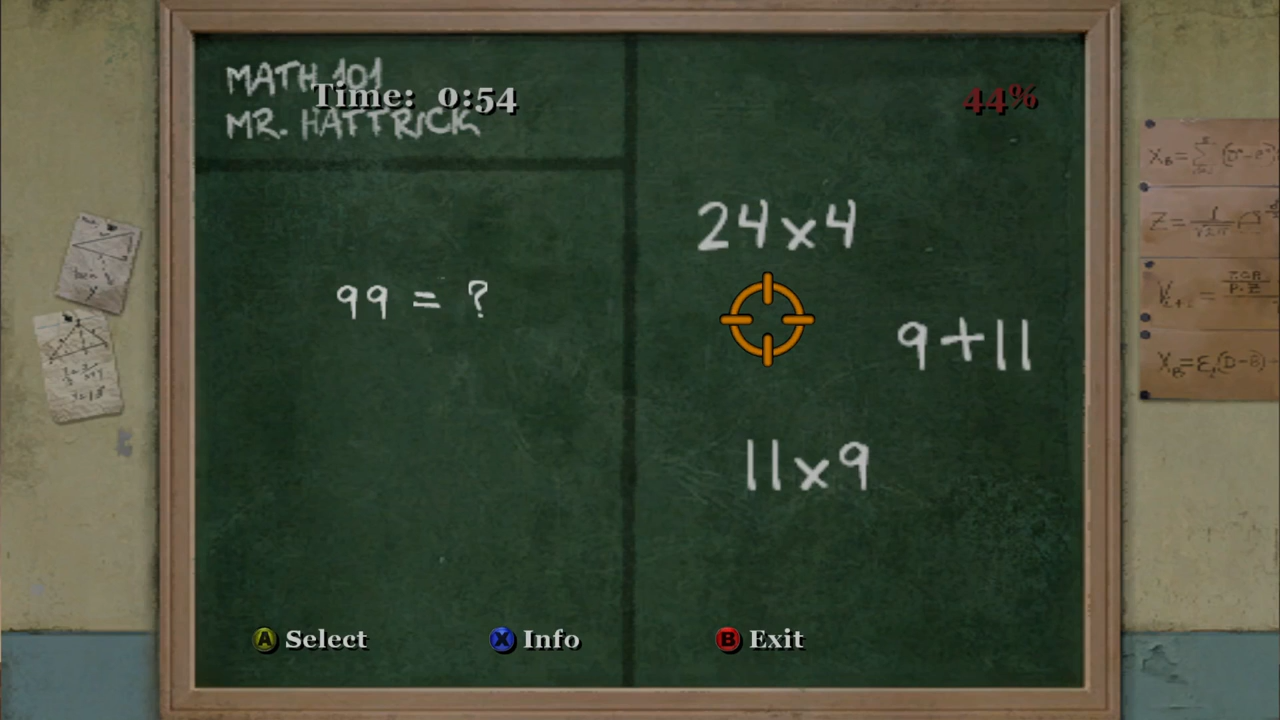 MATH 101
Time: 0:54
44%
MR. HATTRICK
24x4
99 = ?
9+11
11x9
A Select
X Info
B Exit